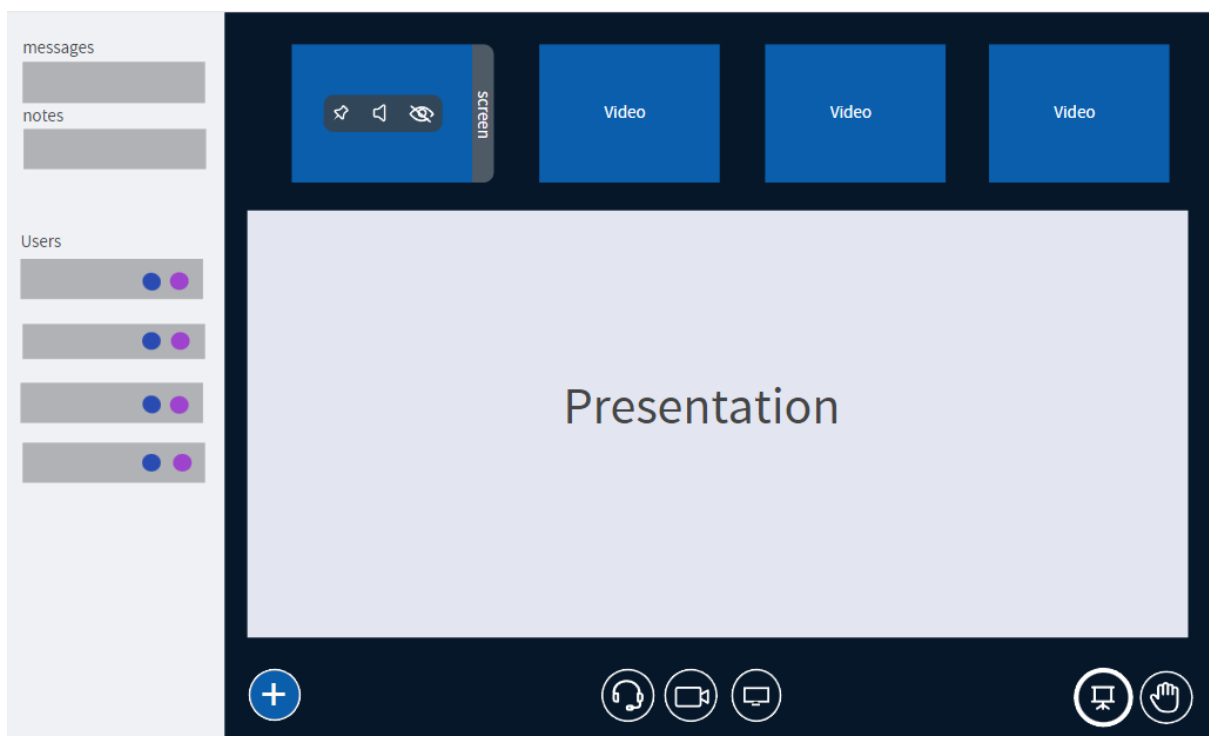 messages
notes
Users
screen
Video
Video
Video
Presentation